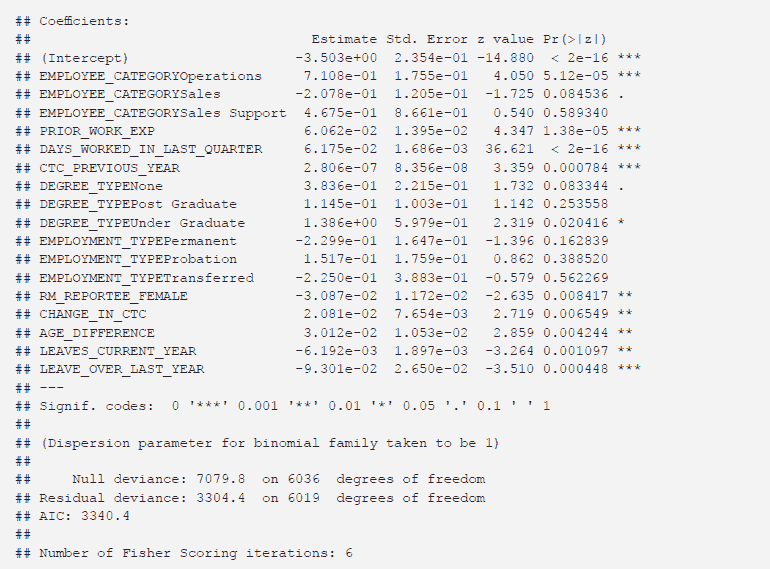 ## Coefficients:
##                             Estimate Std. Error z value Pr(>|z|)
## (Intercept)               -3.503e+00  2.354e-01 -14.880  < 2e-16 ***
## EMPLOYEE_CATEGORYOperations    7.108e-01  1.755e-01   4.050 5.12e-05 ***
## EMPLOYEE_CATEGORYSales        -2.078e-01  1.205e-01  -1.725 0.084536 .
## EMPLOYEE_CATEGORYSales Support  4.675e-01  8.661e-01   0.540 0.589340
## PRIOR_WORK_EXP                 6.062e-02  1.395e-02   4.347 1.38e-05 ***
## DAYS_WORKED_IN_LAST_QUARTER    6.175e-02  1.686e-03  36.621  < 2e-16 ***
## CTC_PREVIOUS_YEAR              2.806e-07  8.356e-08   3.359 0.000784 ***
## DEGREE_TYPENone                3.836e-01  2.215e-01   1.732 0.083344 .
## DEGREE_TYPEPost Graduate       1.145e-01  1.003e-01   1.142 0.253558
## DEGREE_TYPEUnder Graduate      1.386e+00  5.979e-01   2.319 0.020416 *
## EMPLOYMENT_TYPEPermanent      -2.299e-01  1.647e-01  -1.396 0.162839
## EMPLOYMENT_TYPEProbation       1.517e-01  1.759e-01   0.862 0.388520
## EMPLOYMENT_TYPETransferred    -2.250e-01  3.883e-01  -0.579 0.562269
## RM_REPORTEE_FEMALE            -3.087e-02  1.172e-02  -2.635 0.008417 **
## CHANGE_IN_CTC                  2.081e-02  7.654e-03   2.719 0.006549 **
## AGE_DIFFERENCE                 3.012e-02  1.053e-02   2.859 0.004244 **
## LEAVES_CURRENT_YEAR           -6.192e-03  1.897e-03  -3.264 0.001097 **
## LEAVE_OVER_LAST_YEAR          -9.301e-02  2.650e-02  -3.510 0.000448 ***
## ---
## Signif. codes:  0 '***' 0.001 '**' 0.01 '*' 0.05 '.' 0.1 ' ' 1
##
## (Dispersion parameter for binomial family taken to be 1)
##
##     Null deviance: 7079.8  on 6036  degrees of freedom
## Residual deviance: 3304.4  on 6019  degrees of freedom
## AIC: 3340.4
##
## Number of Fisher Scoring iterations: 6